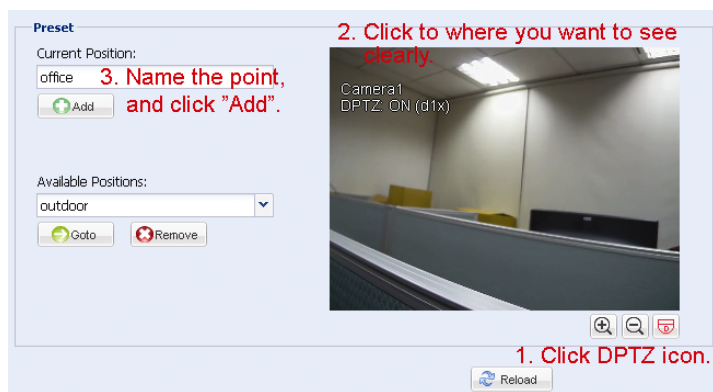 Preset
Current Position:
office
3. Name the point,
and click "Add".
Add
Available Positions:
outdoor
Goto
Remove
2. Click to where you want to see
clearly.
Camera1
DPTZ: ON (d1x)
1. Click DPTZ icon.
Reload